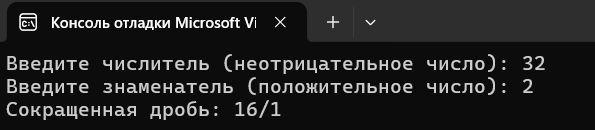 Консоль отладки Microsoft Vi
Введите числитель (неотрицательное число): 32
Введите знаменатель (положительное число): 2
Сокращенная дробь: 16/1